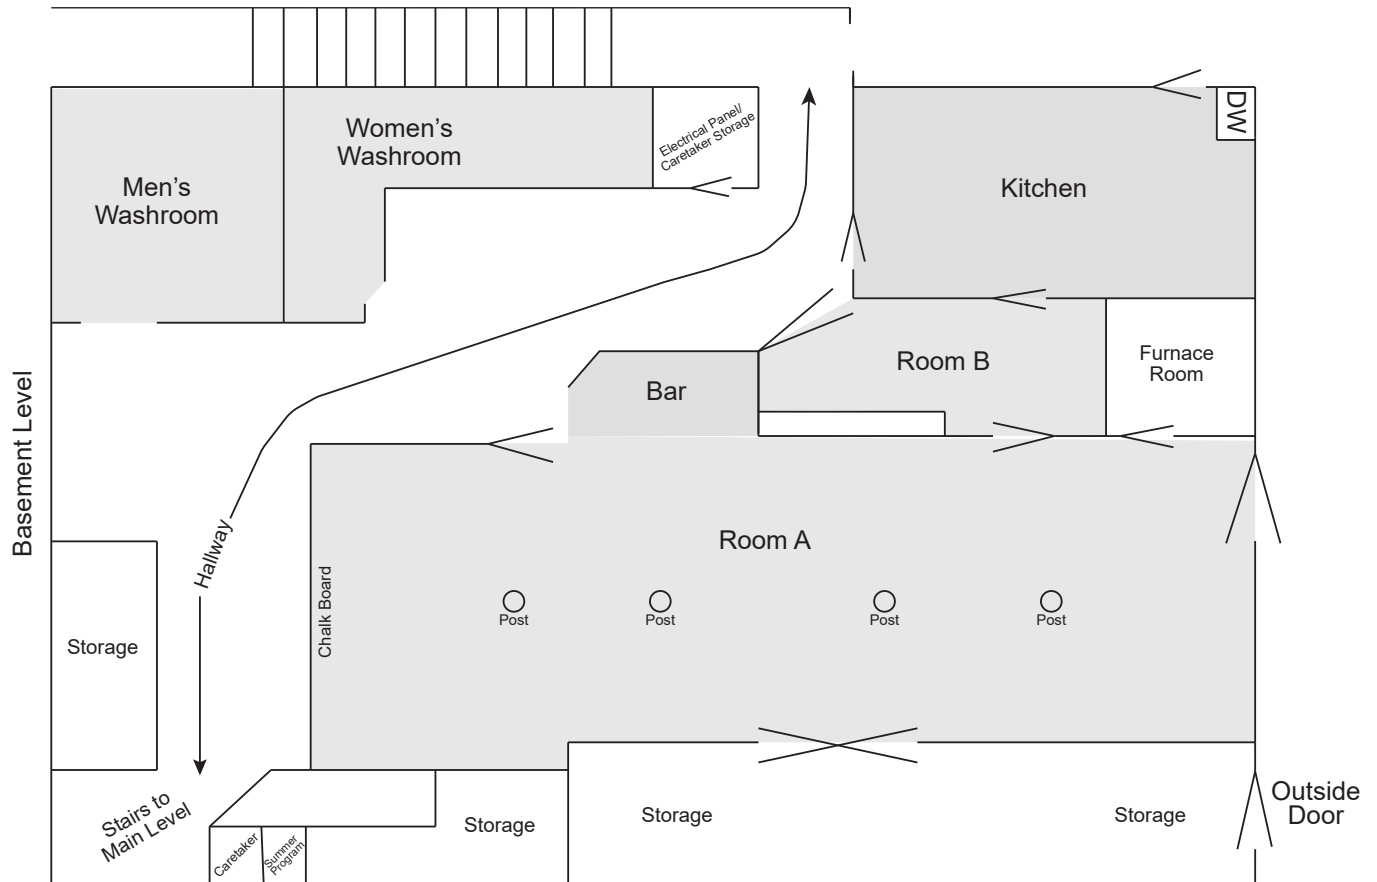 Women's
Washroom
Electrical Panel/
Caretaker Storage
DW
Men's
Washroom
Kitchen
Bar
Room B
Furnace
Room
Basement Level
Hallway
Room A
Chalk Board
Post
Post
Post
Post
Storage
Stairs to
Main Level
Caretaker
Summer
Program
Storage
Storage
Storage
Outside
Door